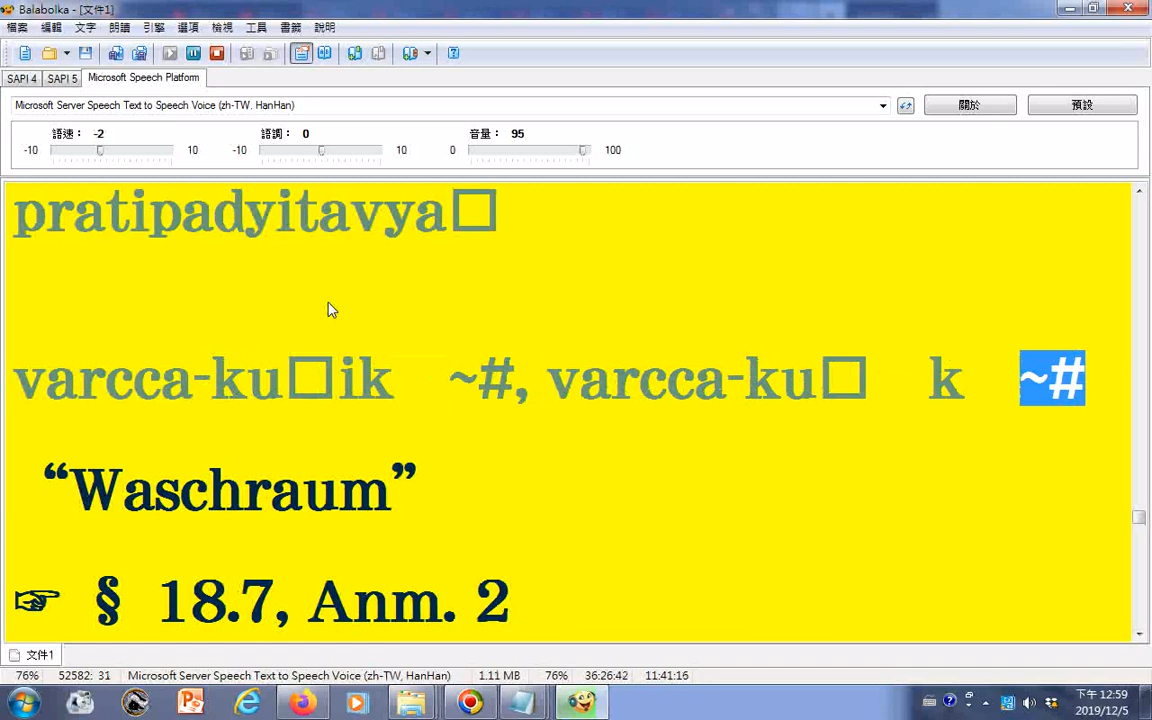 Balabolka - [文件1]
檔案 編輯 文字 朗讀 引擎 選項 檢視 工具 書籤 說明
SAPI 4 SAPI 5 Microsoft Speech Platform
Microsoft Server Speech Text to Speech Voice (zh-TW, HanHan) 關於 預設
語速： -2 語調： 0 音量： 95
-10 10 -10 10 0 100
pratipadyitavya□
varcca-ku□ik ~#, varcca-ku□ k ~#
“Waschraum”
☞ § 18.7, Anm. 2
文件1
76% 52582: 31 Microsoft Server Speech Text to Speech Voice (zh-TW, HanHan) 1.11 MB 76% 36:26:42 11:41:16
下午 12:59
2019/12/5